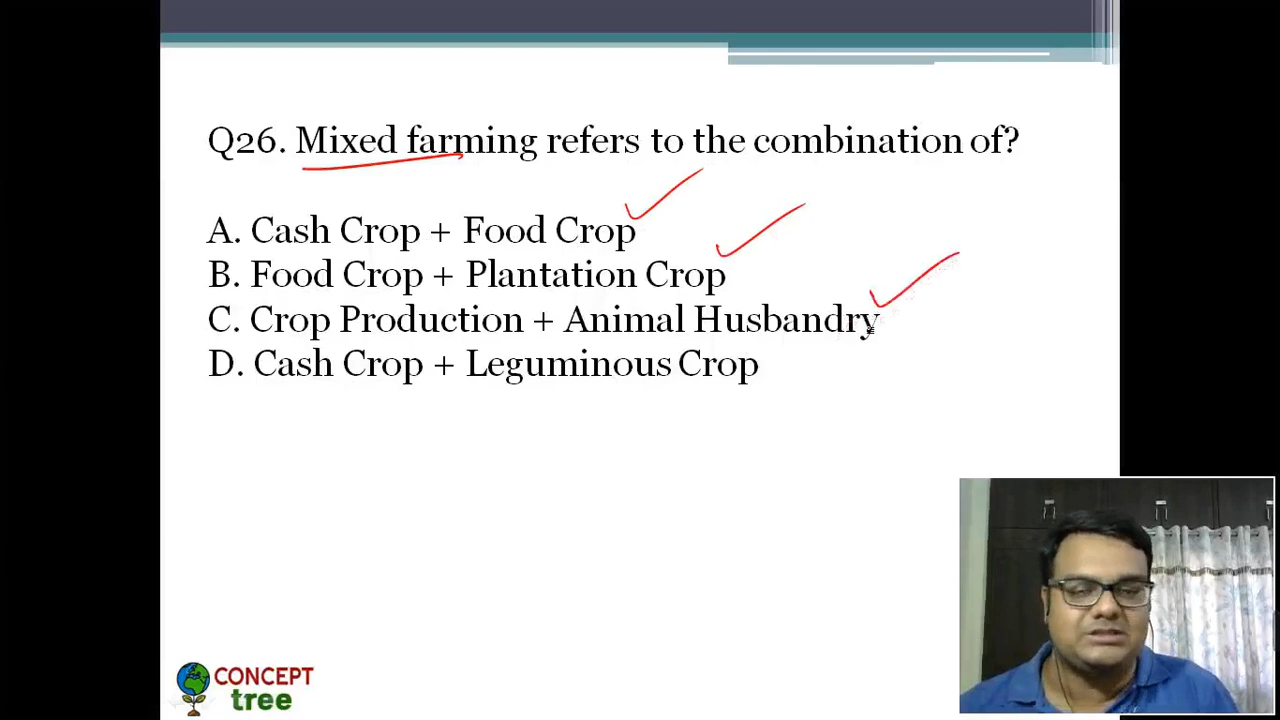 Q26. Mixed farming refers to the combination of?
A. Cash Crop + Food Crop
B. Food Crop + Plantation Crop
C. Crop Production + Animal Husbandry
D. Cash Crop + Leguminous Crop
CONCEPT
tree